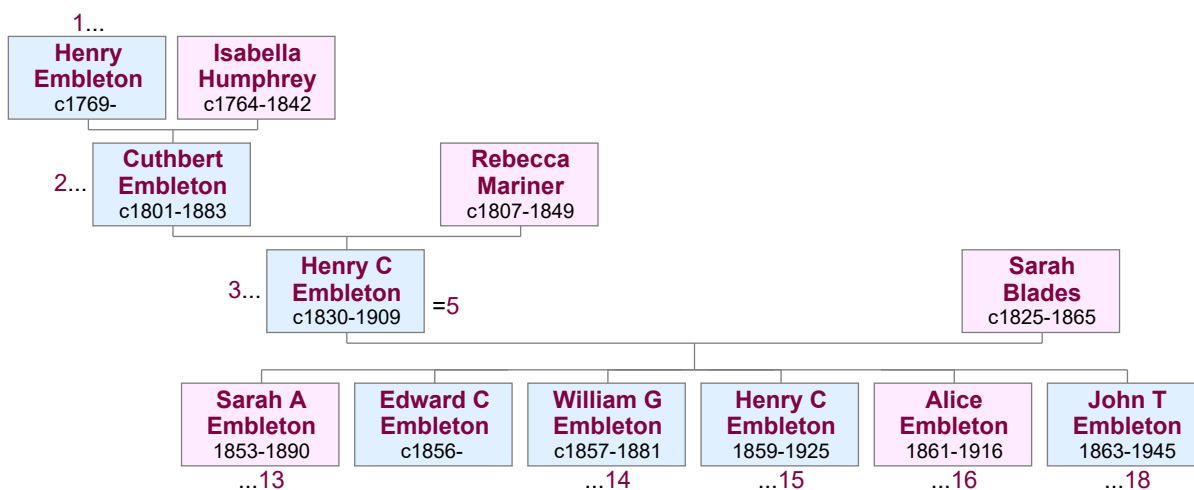 1...
Henry
Embleton
c1769-
Isabella
Humphrey
c1764-1842
2...
Cuthbert
Embleton
c1801-1883
Rebecca
Mariner
c1807-1849
3...
Henry C
Embleton
c1830-1909
=5
Sarah
Blades
c1825-1865
Sarah A
Embleton
1853-1890
Edward C
Embleton
c1856-
William G
Embleton
c1857-1881
Henry C
Embleton
1859-1925
Alice
Embleton
1861-1916
John T
Embleton
1863-1945
...13
...14
...15
...16
...18